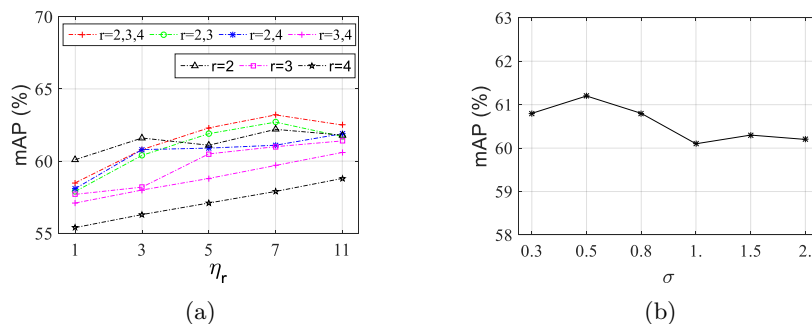 70
r=2,3,4 r=2,3 r=2,4 r=3,4
r=2 r=3 r=4
65
60
55
mAP (%)
1 3 5 7 11
ηr
(a)
63
62
61
60
59
58
mAP (%)
0.3 0.5 0.8 1. 1.5 2.
σ
(b)